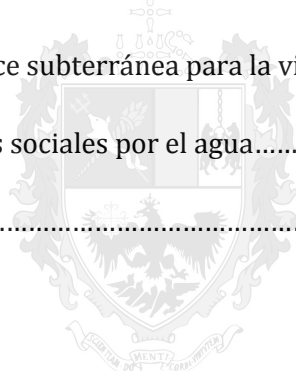 ce subterránea para la vi
s sociales por el agua......
..........................................